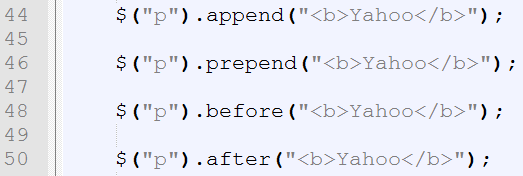 44 $("p").append("<b>Yahoo</b>");
45
46 $("p").prepend("<b>Yahoo</b>");
47
48 $("p").before("<b>Yahoo</b>");
49
50 $("p").after("<b>Yahoo</b>");